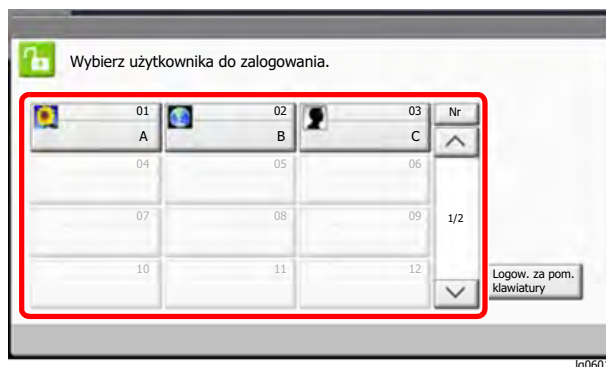 Wybierz użytkownika do zalogowania.
01 02 03 Nr
A B C
04 05 06
07 08 09 1/2
10 11 12
Logow. za pom.
klawiatury